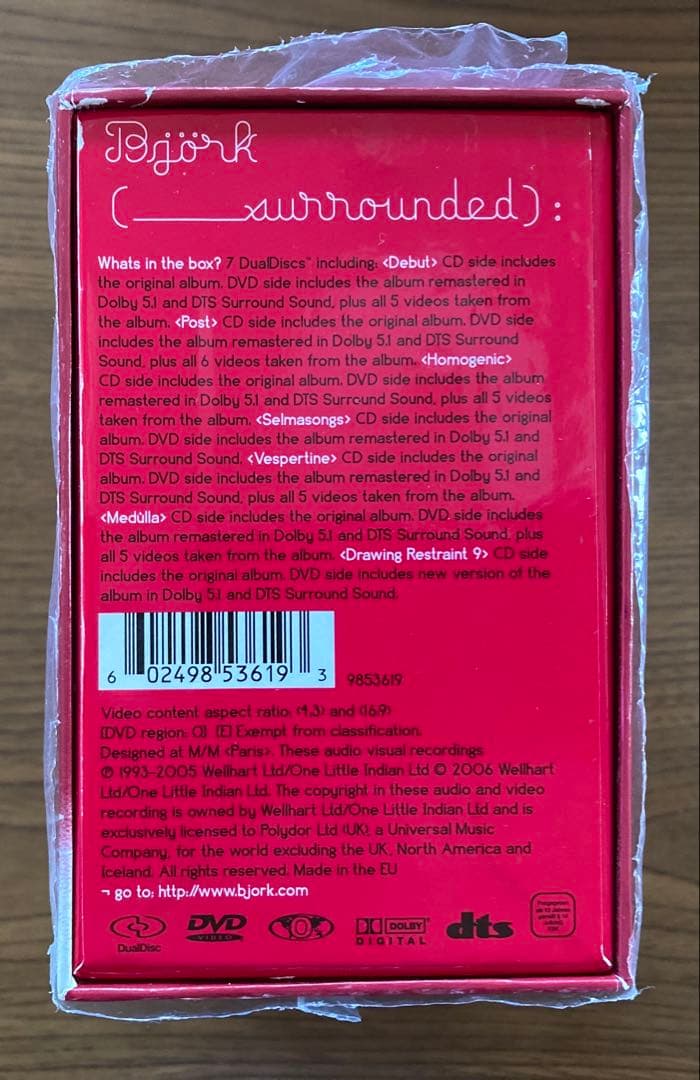 Björk
(____surrounded):
Whats in the box? 7 DualDiscs™ including: <Debut> CD side includes
the original album. DVD side includes the album remastered in
Dolby 5.1 and DTS Surround Sound, plus all 5 videos taken from
the album. <Post> CD side includes the original album. DVD side
includes the album remastered in Dolby 5.1 and DTS Surround
Sound, plus all 6 videos taken from the album. <Homogenic>
CD side includes the original album. DVD side includes the album
remastered in Dolby 5.1 and DTS Surround Sound, plus all 5 videos
taken from the album. <Selmasongs> CD side includes the original
album. DVD side includes the album remastered in Dolby 5.1 and
DTS Surround Sound. <Vespertine> CD side includes the original
album. DVD side includes the album remastered in Dolby 5.1 and
DTS Surround Sound, plus all 5 videos taken from the album.
<Medúlla> CD side includes the original album. DVD side includes
the album remastered in Dolby 5.1 and DTS Surround Sound, plus
all 5 videos taken from the album. <Drawing Restraint 9> CD side
includes the original album. DVD side includes new version of the
album in Dolby 5.1 and DTS Surround Sound.
6 02498 53619 3 9853619
Video content aspect ratio: (4,3) and (16,9)
[DVD region: 0] [E] Exempt from classification.
Designed at M/M <Paris>. These audio visual recordings
℗ 1993-2005 Wellhart Ltd/One Little Indian Ltd © 2006 Wellhart
Ltd/One Little Indian Ltd. The copyright in these audio and video
recording is owned by Wellhart Ltd/One Little Indian Ltd and is
exclusively licensed to Polydor Ltd (UK), a Universal Music
Company, for the world excluding the UK, North America and
Iceland. All rights reserved. Made in the EU
¬ go to: http://www.bjork.com
DualDisc
DVD VIDEO
0
DOLBY DIGITAL
dts
Freigegeben
ab 12 Jahren
gemäß § 14
JuSchG
FSK